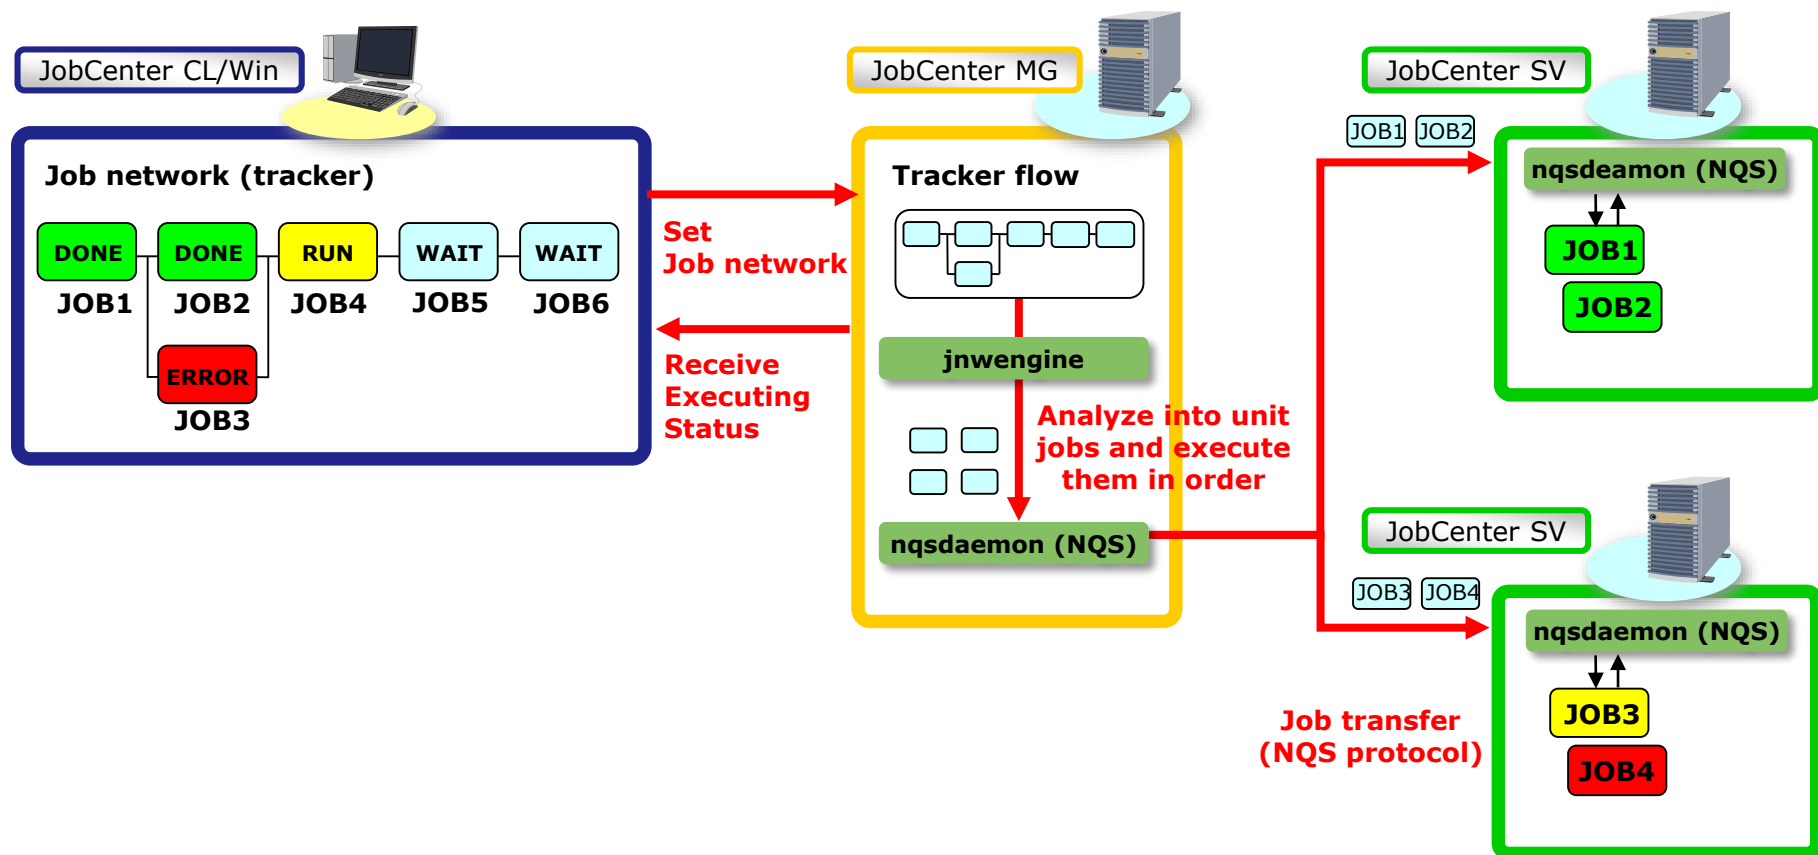 JobCenter CL/Win
Job network (tracker)
DONE
DONE
RUN
WAIT
WAIT
JOB1
JOB2
JOB4
JOB5
JOB6
ERROR
JOB3
Set
Job network
Receive
Executing
Status
JobCenter MG
Tracker flow
jnwengine
Analyze into unit
jobs and execute
them in order
nqsdaemon (NQS)
JobCenter SV
JOB1
JOB2
nqsdeamon (NQS)
JOB1
JOB2
JobCenter SV
JOB3
JOB4
nqsdaemon (NQS)
JOB3
JOB4
Job transfer
(NQS protocol)